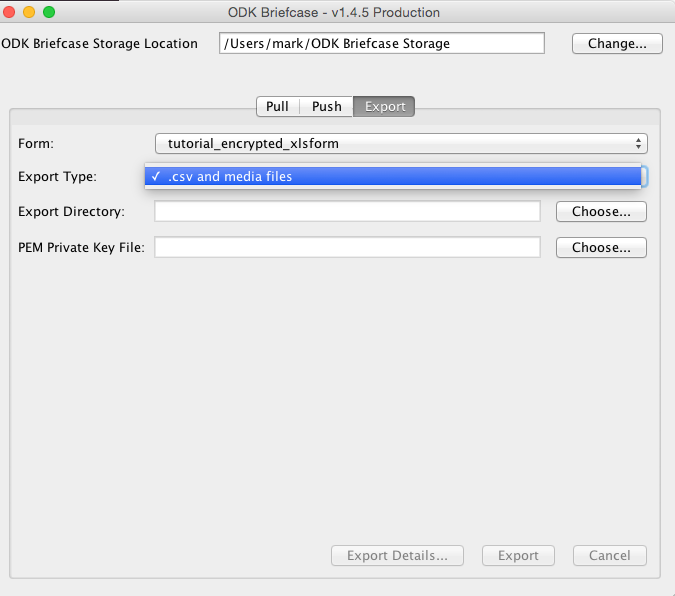 ODK Briefcase - v1.4.5 Production
ODK Briefcase Storage Location /Users/mark/ODK Briefcase Storage Change...
Pull Push Export
Form: tutorial_encrypted_xlsform
Export Type: ✓ .csv and media files
Export Directory: Choose...
PEM Private Key File: Choose...
Export Details... Export Cancel